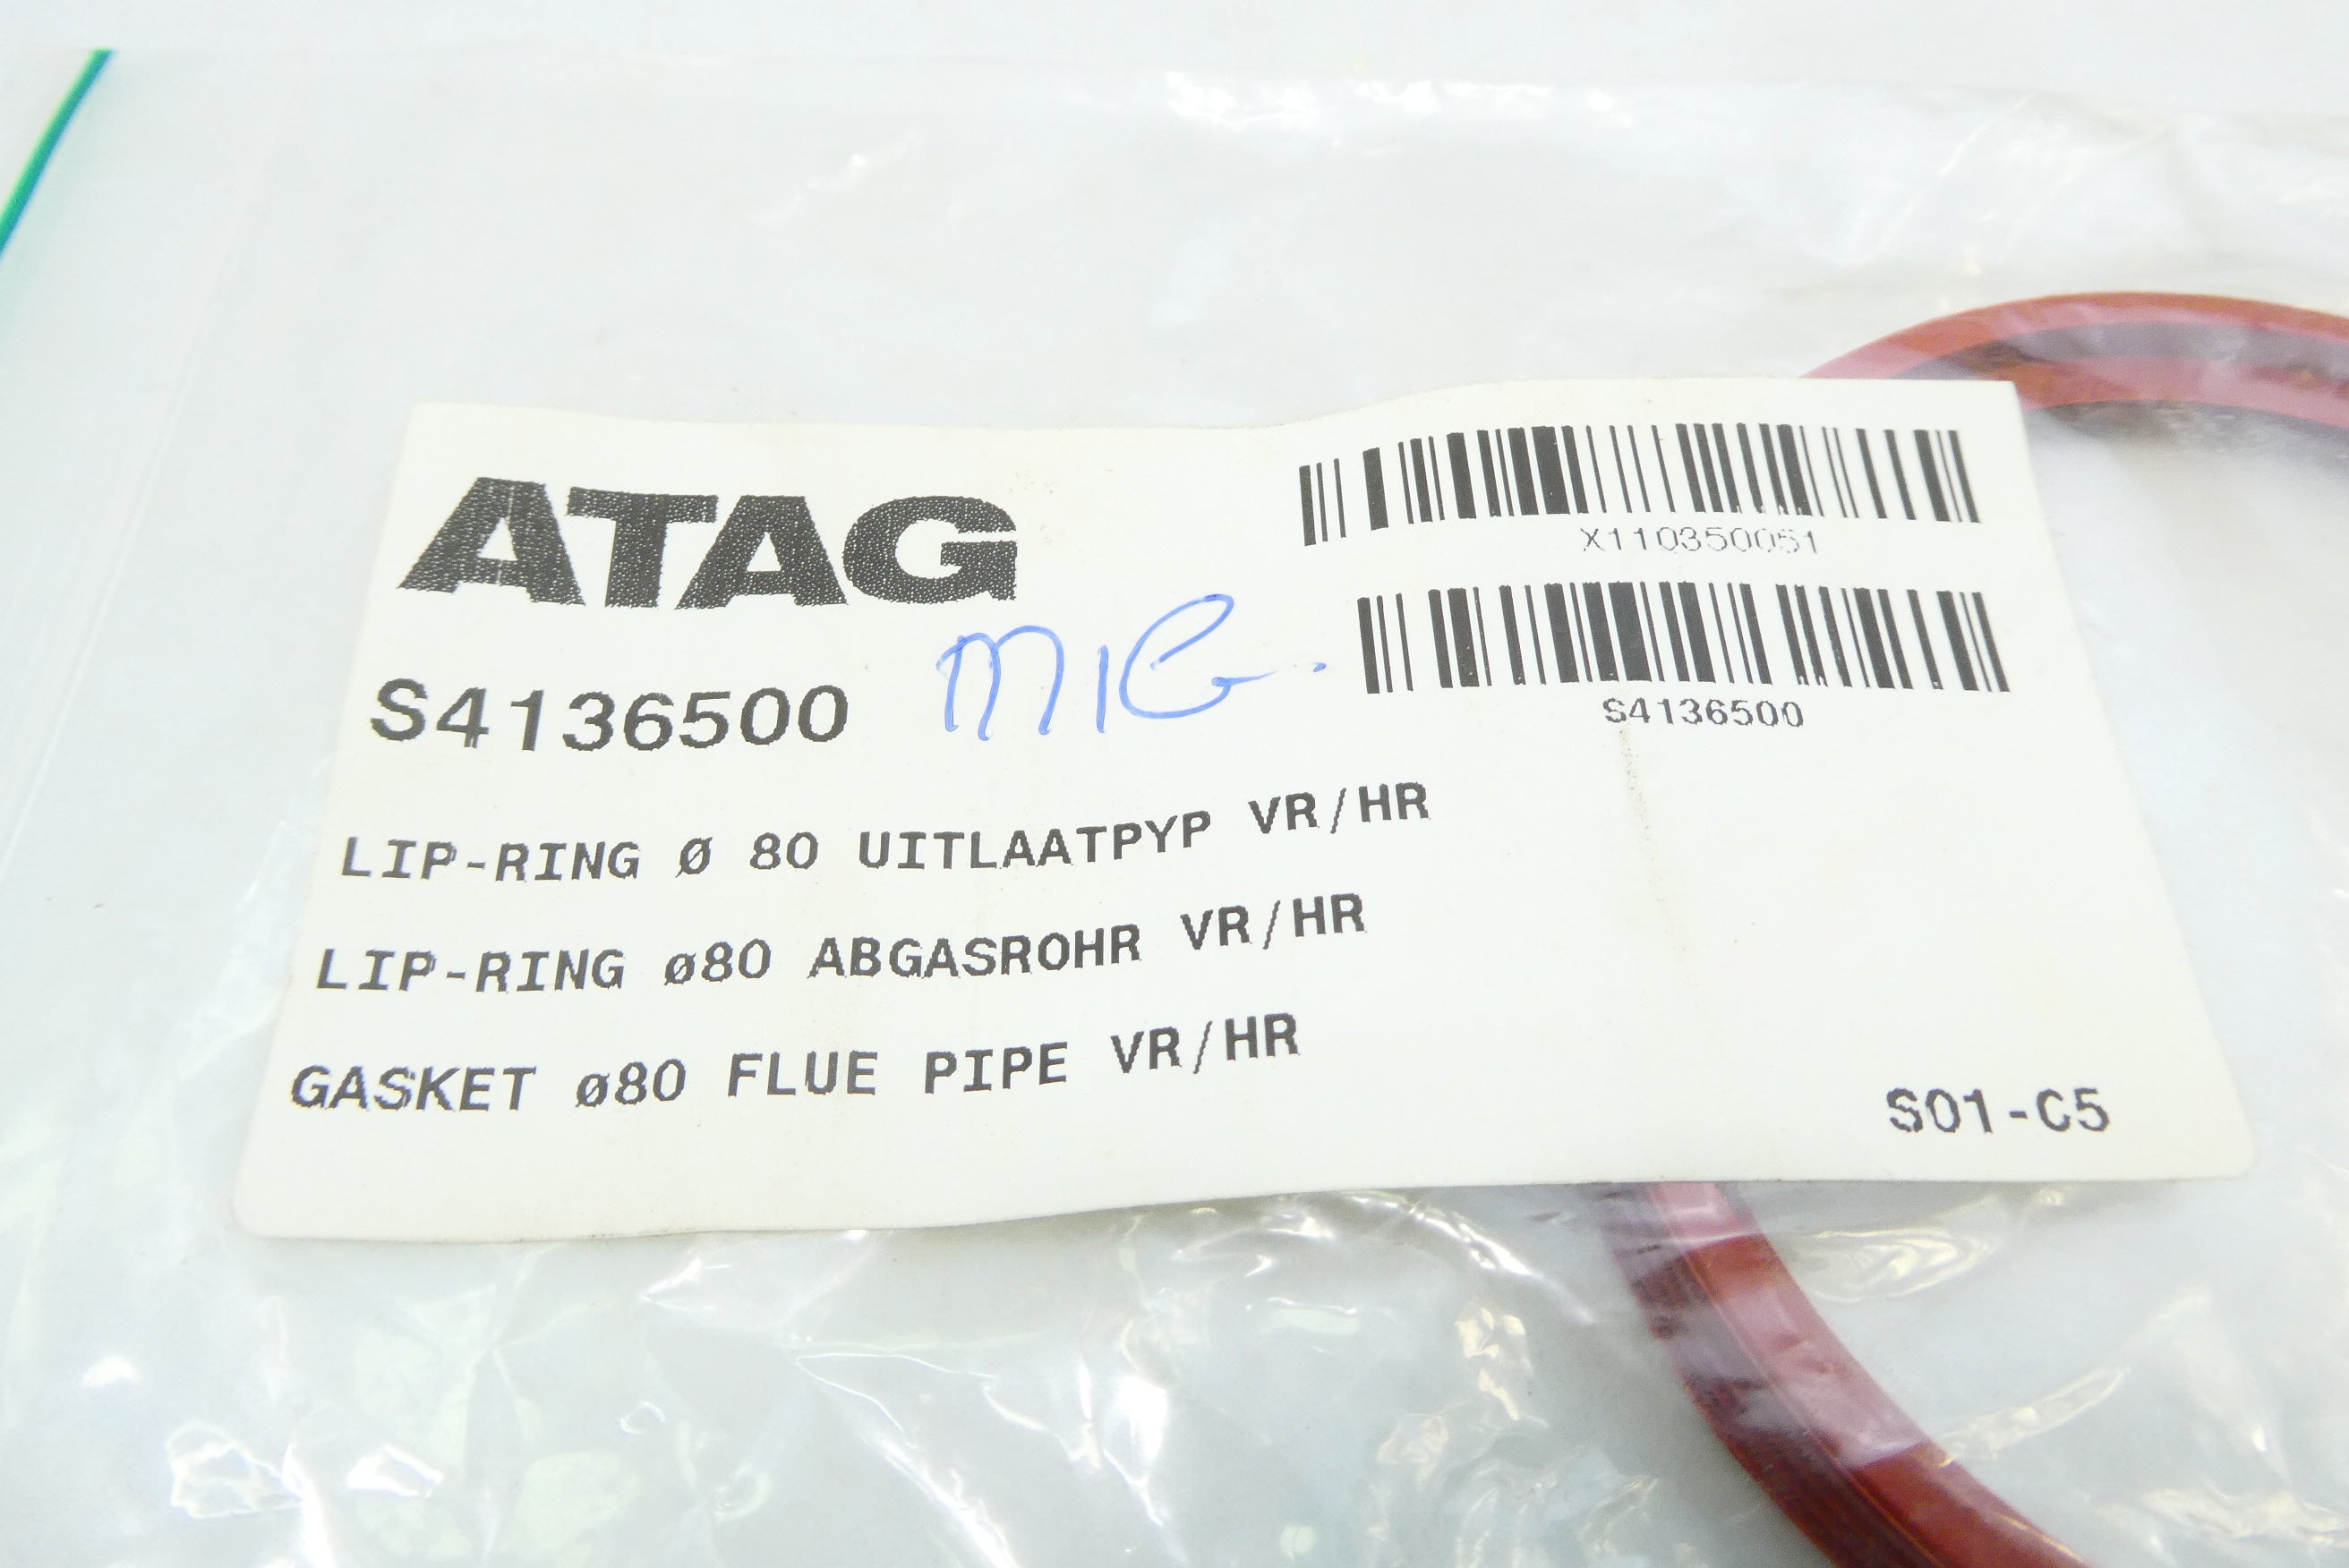 ATAG
X110350051
S4136500 MIG.
S4136500
LIP-RING Ø 80 UITLAATPYP VR/HR
LIP-RING ø80 ABGASROHR VR/HR
GASKET ø80 FLUE PIPE VR/HR
S01-C5